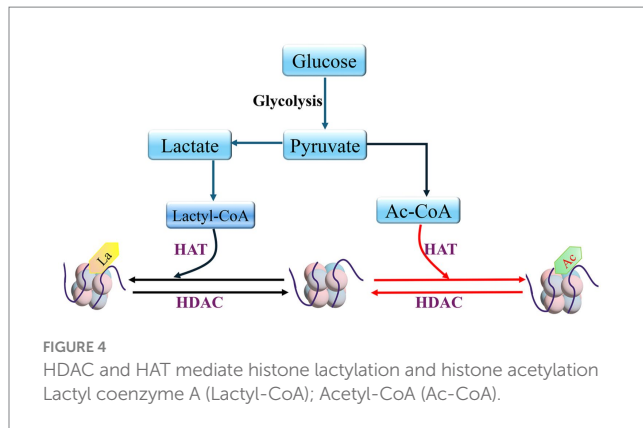 Glucose
Glycolysis
Lactate
Pyruvate
Lactyl-CoA
Ac-CoA
HAT
HAT
La
Ac
HDAC
HDAC
FIGURE 4
HDAC and HAT mediate histone lactylation and histone acetylation
Lactyl coenzyme A (Lactyl-CoA); Acetyl-CoA (Ac-CoA).